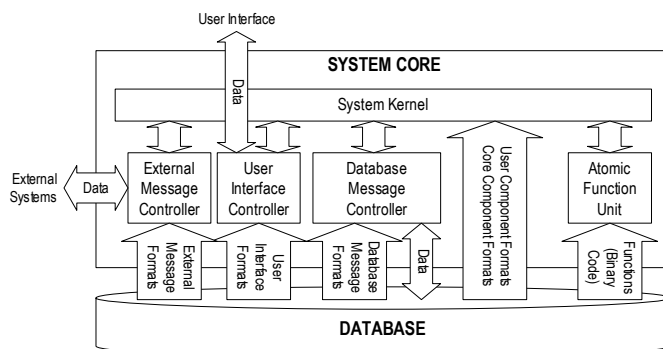 User Interface
SYSTEM CORE
Data
System Kernel
External
Systems
Data
External
Message
Controller
User
Interface
Controller
Database
Message
Controller
User Component Formats
Core Component Formats
Atomic
Function
Unit
External
Message
Formats
User
Interface
Formats
Database
Message
Formats
Data
Functions
(Binary
Code)
DATABASE